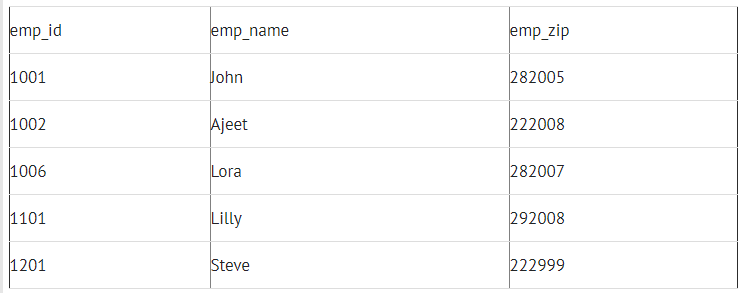 emp_id emp_name emp_zip
1001 John 282005
1002 Ajeet 222008
1006 Lora 282007
1101 Lilly 292008
1201 Steve 222999